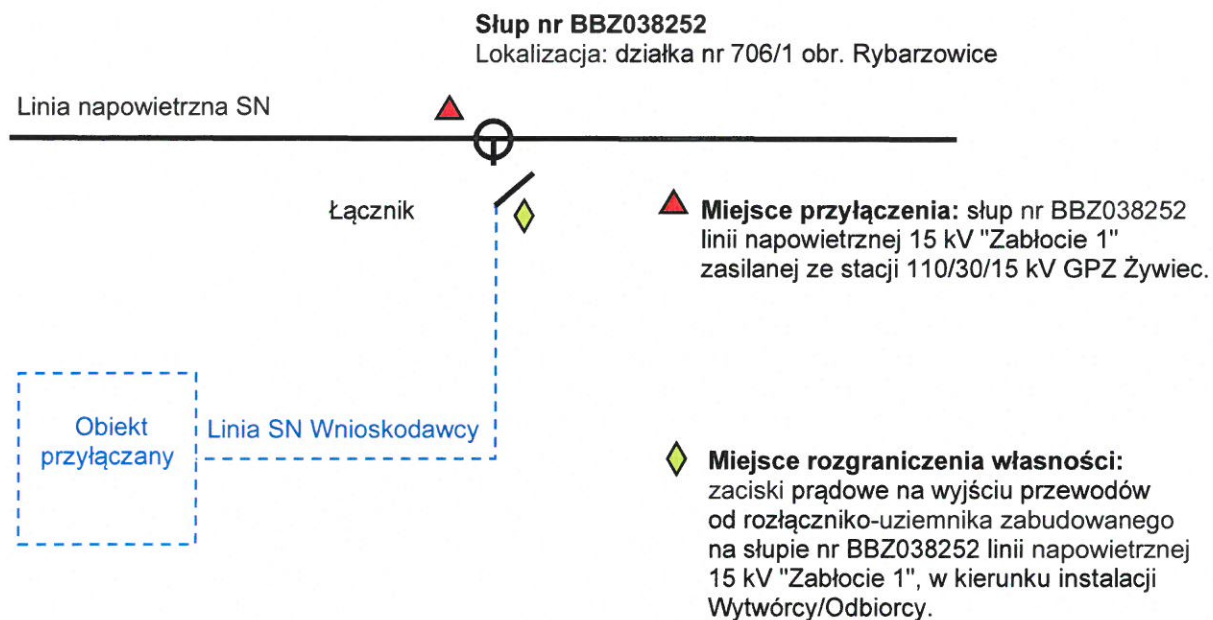 Słup nr BBZ038252
Lokalizacja: działka nr 706/1 obr. Rybarzowice
Linia napowietrzna SN
Łącznik
Miejsce przyłączenia: słup nr BBZ038252
linii napowietrznej 15 kV "Zabłocie 1"
zasilanej ze stacji 110/30/15 kV GPZ Żywiec.
Obiekt
przyłączany
Linia SN Wnioskodawcy
Miejsce rozgraniczenia własności:
zaciski prądowe na wyjściu przewodów
od rozłączniko-uziemnika zabudowanego
na słupie nr BBZ038252 linii napowietrznej
15 kV "Zabłocie 1", w kierunku instalacji
Wytwórcy/Odbiorcy.